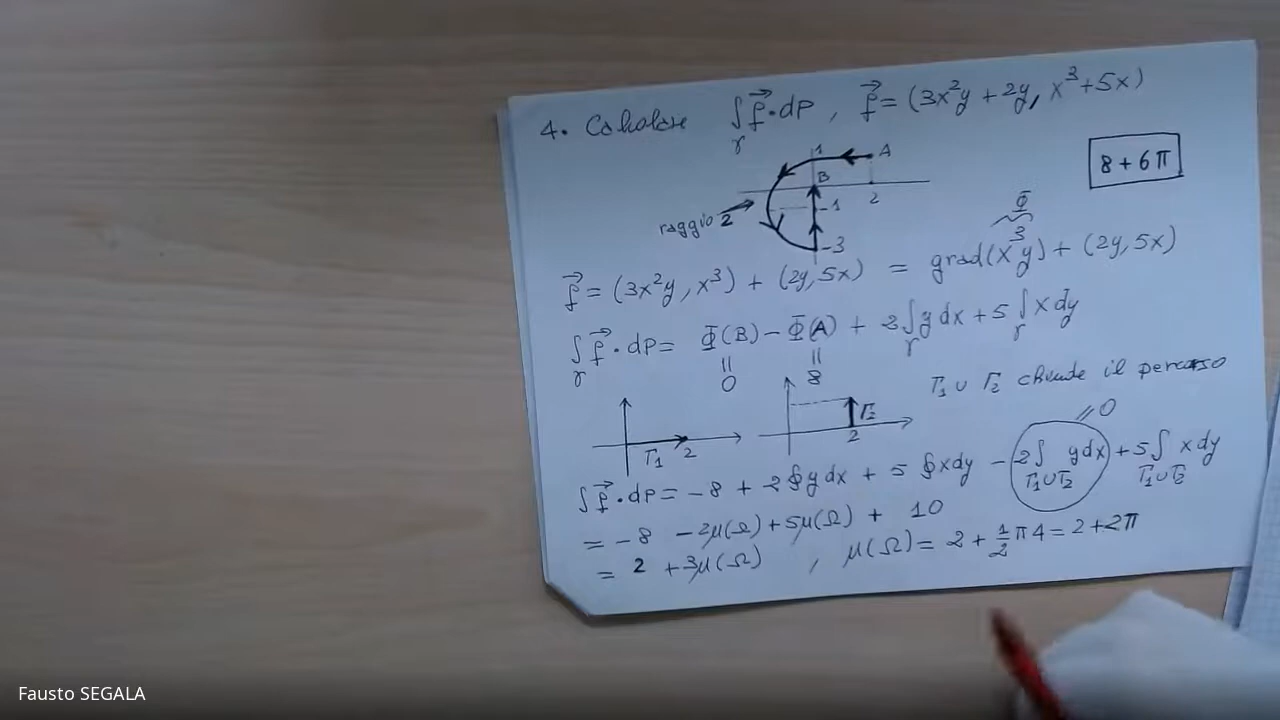 4. Calcolare ∫γ f⃗·dP, f⃗ = (3x²y + 2y, x³ + 5x)
8 + 6π
1 A
B
2
-1
raggio 2
-3
Φ
f⃗ = (3x²y, x³) + (2y, 5x) = grad(x³y) + (2y, 5x)
∫γ f⃗·dP = Φ(B) - Φ(A) + 2∫γ y dx + 5∫γ x dy
= 0 = 8
Γ₁ ∪ Γ₂ chiude il percorso
Γ₁ 2
Γ₂
2
= 0
∫ f⃗·dP = -8 + 2∮y dx + 5∮x dy - 2∫Γ₁∪Γ₂ y dx + 5∫Γ₁∪Γ₂ x dy
= -8 - 2μ(Ω) + 5μ(Ω) + 10
= 2 + 3μ(Ω), μ(Ω) = 2 + 1/2 π4 = 2 + 2π
Fausto SEGALA